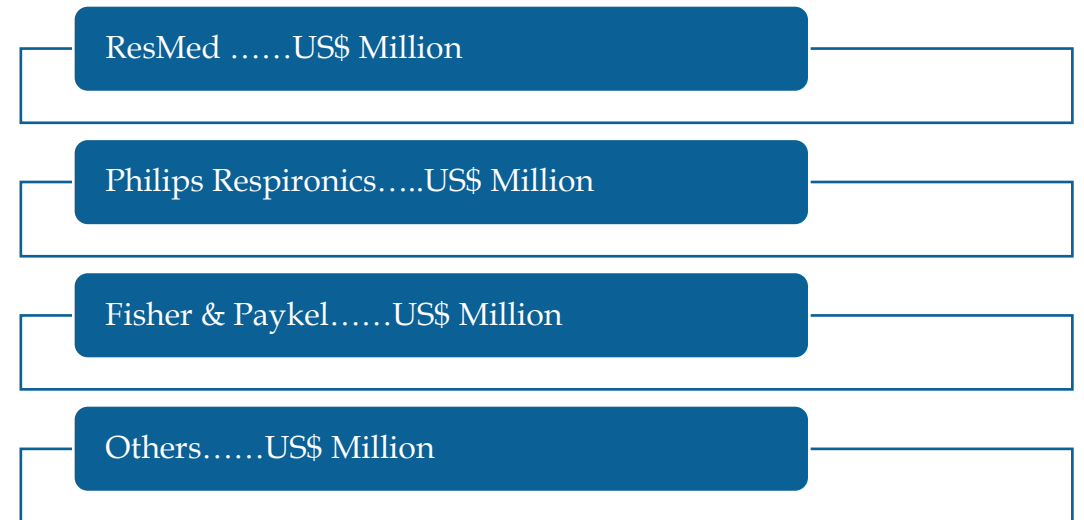 ResMed ……US$ Million
Philips Respironics…..US$ Million
Fisher & Paykel……US$ Million
Others……US$ Million